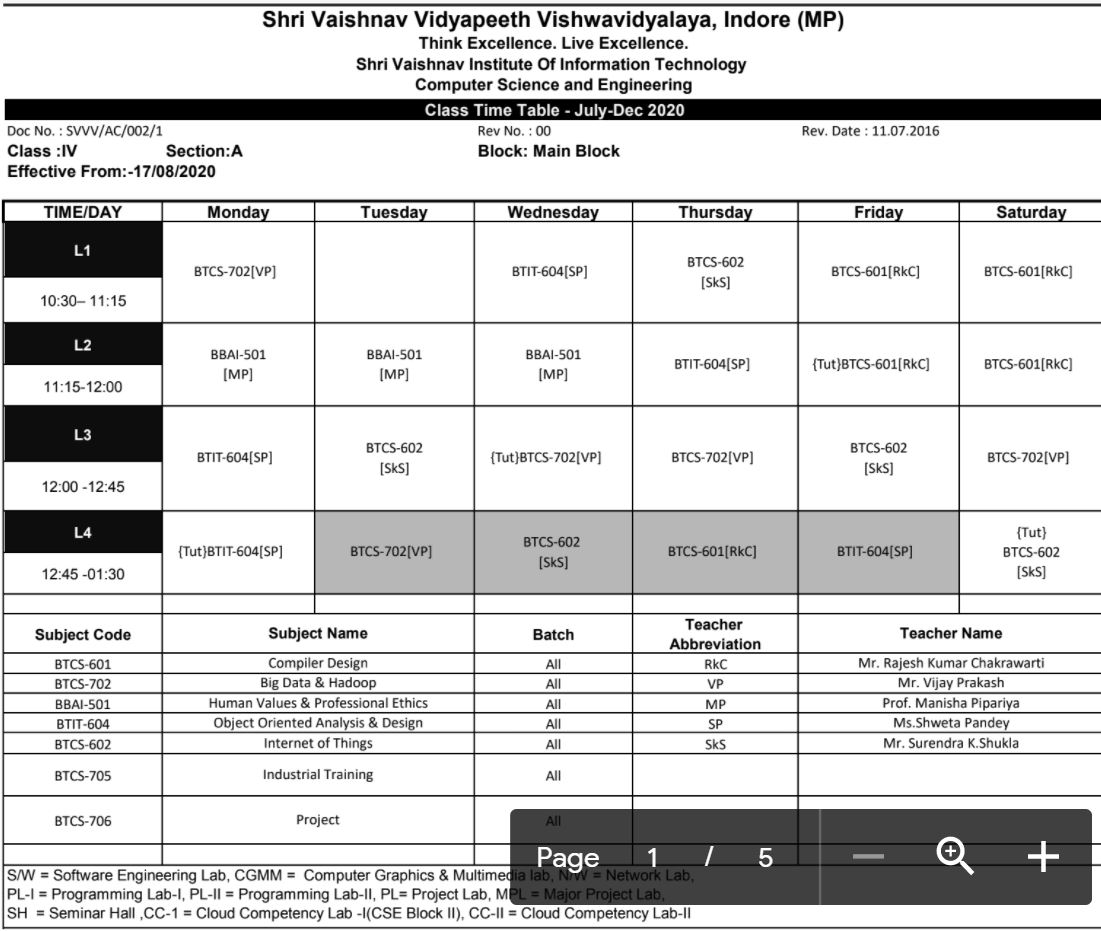 Shri Vaishnav Vidyapeeth Vishwavidyalaya, Indore (MP)
Think Excellence. Live Excellence.
Shri Vaishnav Institute Of Information Technology
Computer Science and Engineering
Class Time Table - July-Dec 2020
Doc No. : SVVV/AC/002/1 Rev No. : 00 Rev. Date : 11.07.2016
Class :IV Section:A Block: Main Block
Effective From:-17/08/2020
TIME/DAY Monday Tuesday Wednesday Thursday Friday Saturday
L1
10:30– 11:15
BTCS-702[VP]
BTIT-604[SP]
BTCS-602
[SkS]
BTCS-601[RkC]
BTCS-601[RkC]
L2
11:15-12:00
BBAI-501
[MP]
BBAI-501
[MP]
BBAI-501
[MP]
BTIT-604[SP]
{Tut}BTCS-601[RkC]
BTCS-601[RkC]
L3
12:00 -12:45
BTIT-604[SP]
BTCS-602
[SkS]
{Tut}BTCS-702[VP]
BTCS-702[VP]
BTCS-602
[SkS]
BTCS-702[VP]
L4
12:45 -01:30
{Tut}BTIT-604[SP]
BTCS-702[VP]
BTCS-602
[SkS]
BTCS-601[RkC]
BTIT-604[SP]
{Tut}
BTCS-602
[SkS]
Subject Code Subject Name Batch Teacher Abbreviation Teacher Name
BTCS-601 Compiler Design All RkC Mr. Rajesh Kumar Chakrawarti
BTCS-702 Big Data & Hadoop All VP Mr. Vijay Prakash
BBAI-501 Human Values & Professional Ethics All MP Prof. Manisha Pipariya
BTIT-604 Object Oriented Analysis & Design All SP Ms.Shweta Pandey
BTCS-602 Internet of Things All SkS Mr. Surendra K.Shukla
BTCS-705 Industrial Training All
BTCS-706 Project All
Page 1 / 5
S/W = Software Engineering Lab, CGMM = Computer Graphics & Multimedia lab, N/W = Network Lab,
PL-I = Programming Lab-I, PL-II = Programming Lab-II, PL= Project Lab, MPL = Major Project Lab,
SH = Seminar Hall ,CC-1 = Cloud Competency Lab -I(CSE Block II), CC-II = Cloud Competency Lab-II